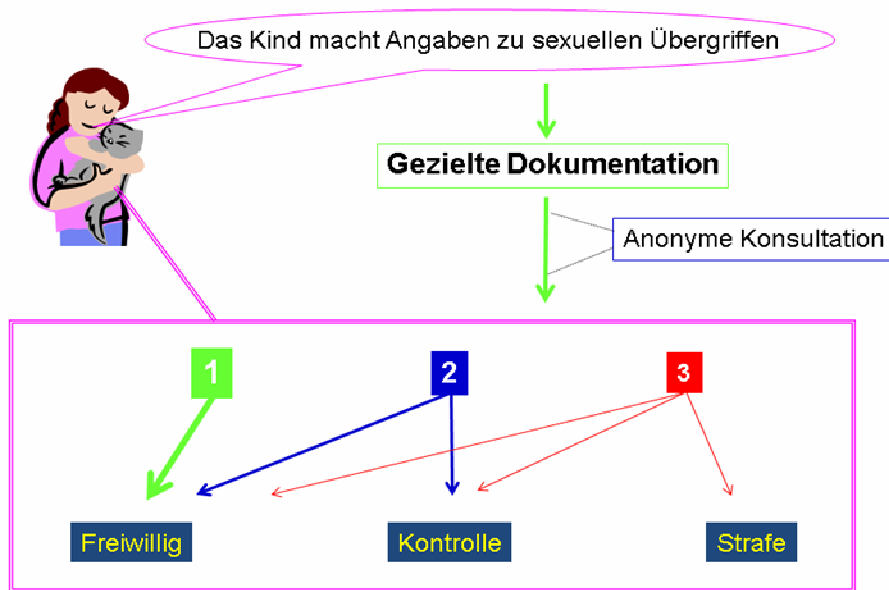 Das Kind macht Angaben zu sexuellen Übergriffen
Gezielte Dokumentation
Anonyme Konsultation
1
2
3
Freiwillig
Kontrolle
Strafe